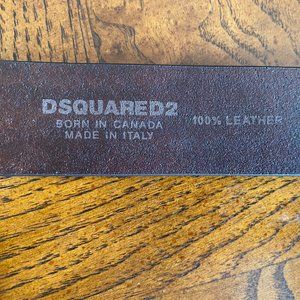 DSQUARED2
BORN IN CANADA
MADE IN ITALY
100% LEATHER